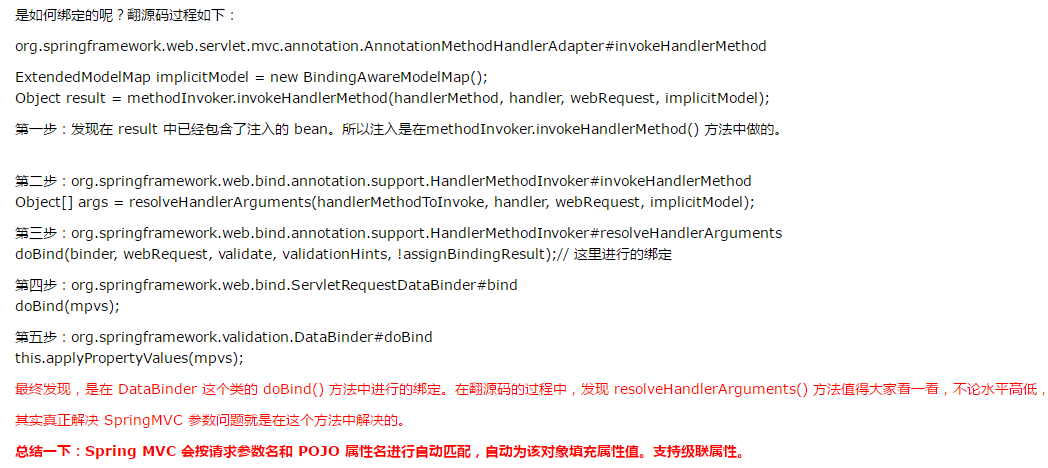 是如何绑定的呢？翻源码过程如下：
org.springframework.web.servlet.mvc.annotation.AnnotationMethodHandlerAdapter#invokeHandlerMethod
ExtendedModelMap implicitModel = new BindingAwareModelMap();
Object result = methodInvoker.invokeHandlerMethod(handlerMethod, handler, webRequest, implicitModel);
第一步：发现在 result 中已经包含了注入的 bean。所以注入是在methodInvoker.invokeHandlerMethod() 方法中做的。
第二步：org.springframework.web.bind.annotation.support.HandlerMethodInvoker#invokeHandlerMethod
Object[] args = resolveHandlerArguments(handlerMethodToInvoke, handler, webRequest, implicitModel);
第三步：org.springframework.web.bind.annotation.support.HandlerMethodInvoker#resolveHandlerArguments
doBind(binder, webRequest, validate, validationHints, !assignBindingResult);// 这里进行的绑定
第四步：org.springframework.web.bind.ServletRequestDataBinder#bind
doBind(mpvs);
第五步：org.springframework.validation.DataBinder#doBind
this.applyPropertyValues(mpvs);
最终发现，是在 DataBinder 这个类的 doBind() 方法中进行的绑定。在翻源码的过程中，发现 resolveHandlerArguments() 方法值得大家看一看，不论水平高低，
其实真正解决 SpringMVC 参数问题就是在这个方法中解决的。
总结一下：Spring MVC 会按请求参数名和 POJO 属性名进行自动匹配，自动为该对象填充属性值。支持级联属性。